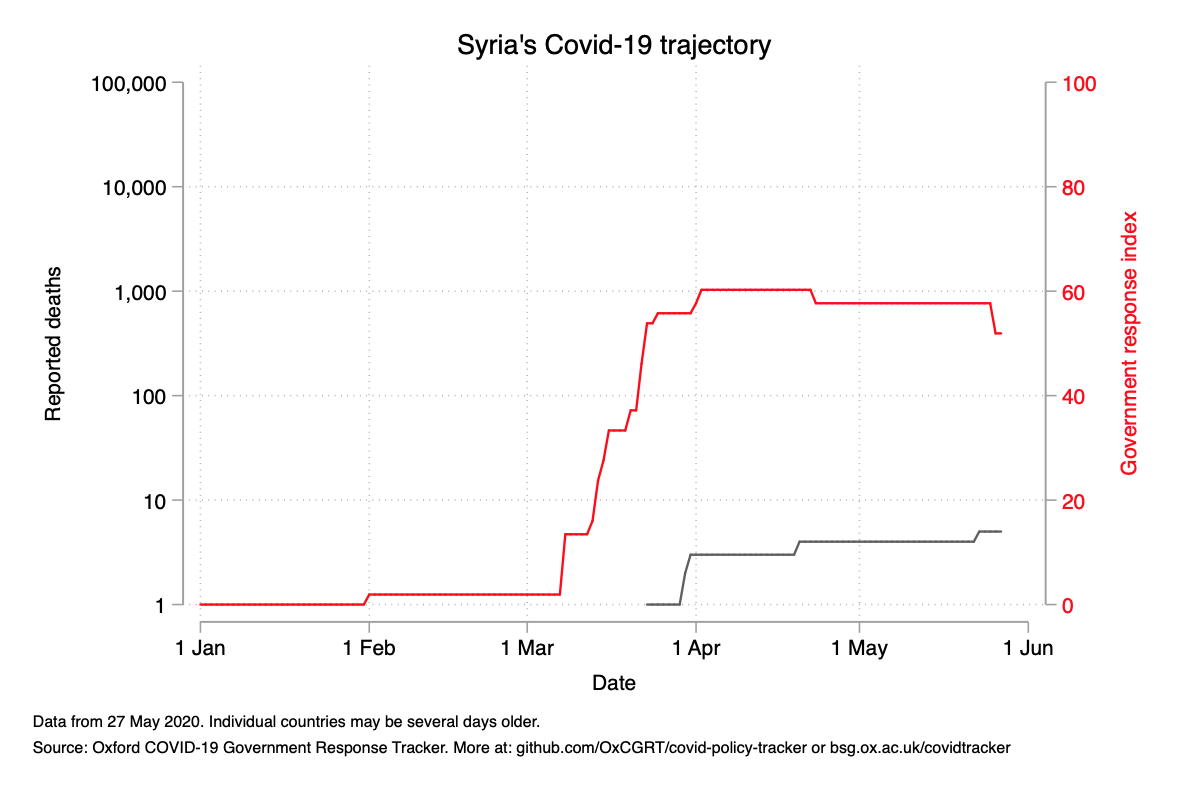 Syria's Covid-19 trajectory
100,000
10,000
1,000
100
10
1
Reported deaths
100
80
60
40
20
0
Government response index
1 Jan 1 Feb 1 Mar 1 Apr 1 May 1 Jun
Date
Data from 27 May 2020. Individual countries may be several days older.
Source: Oxford COVID-19 Government Response Tracker. More at: github.com/OxCGRT/covid-policy-tracker or bsg.ox.ac.uk/covidtracker